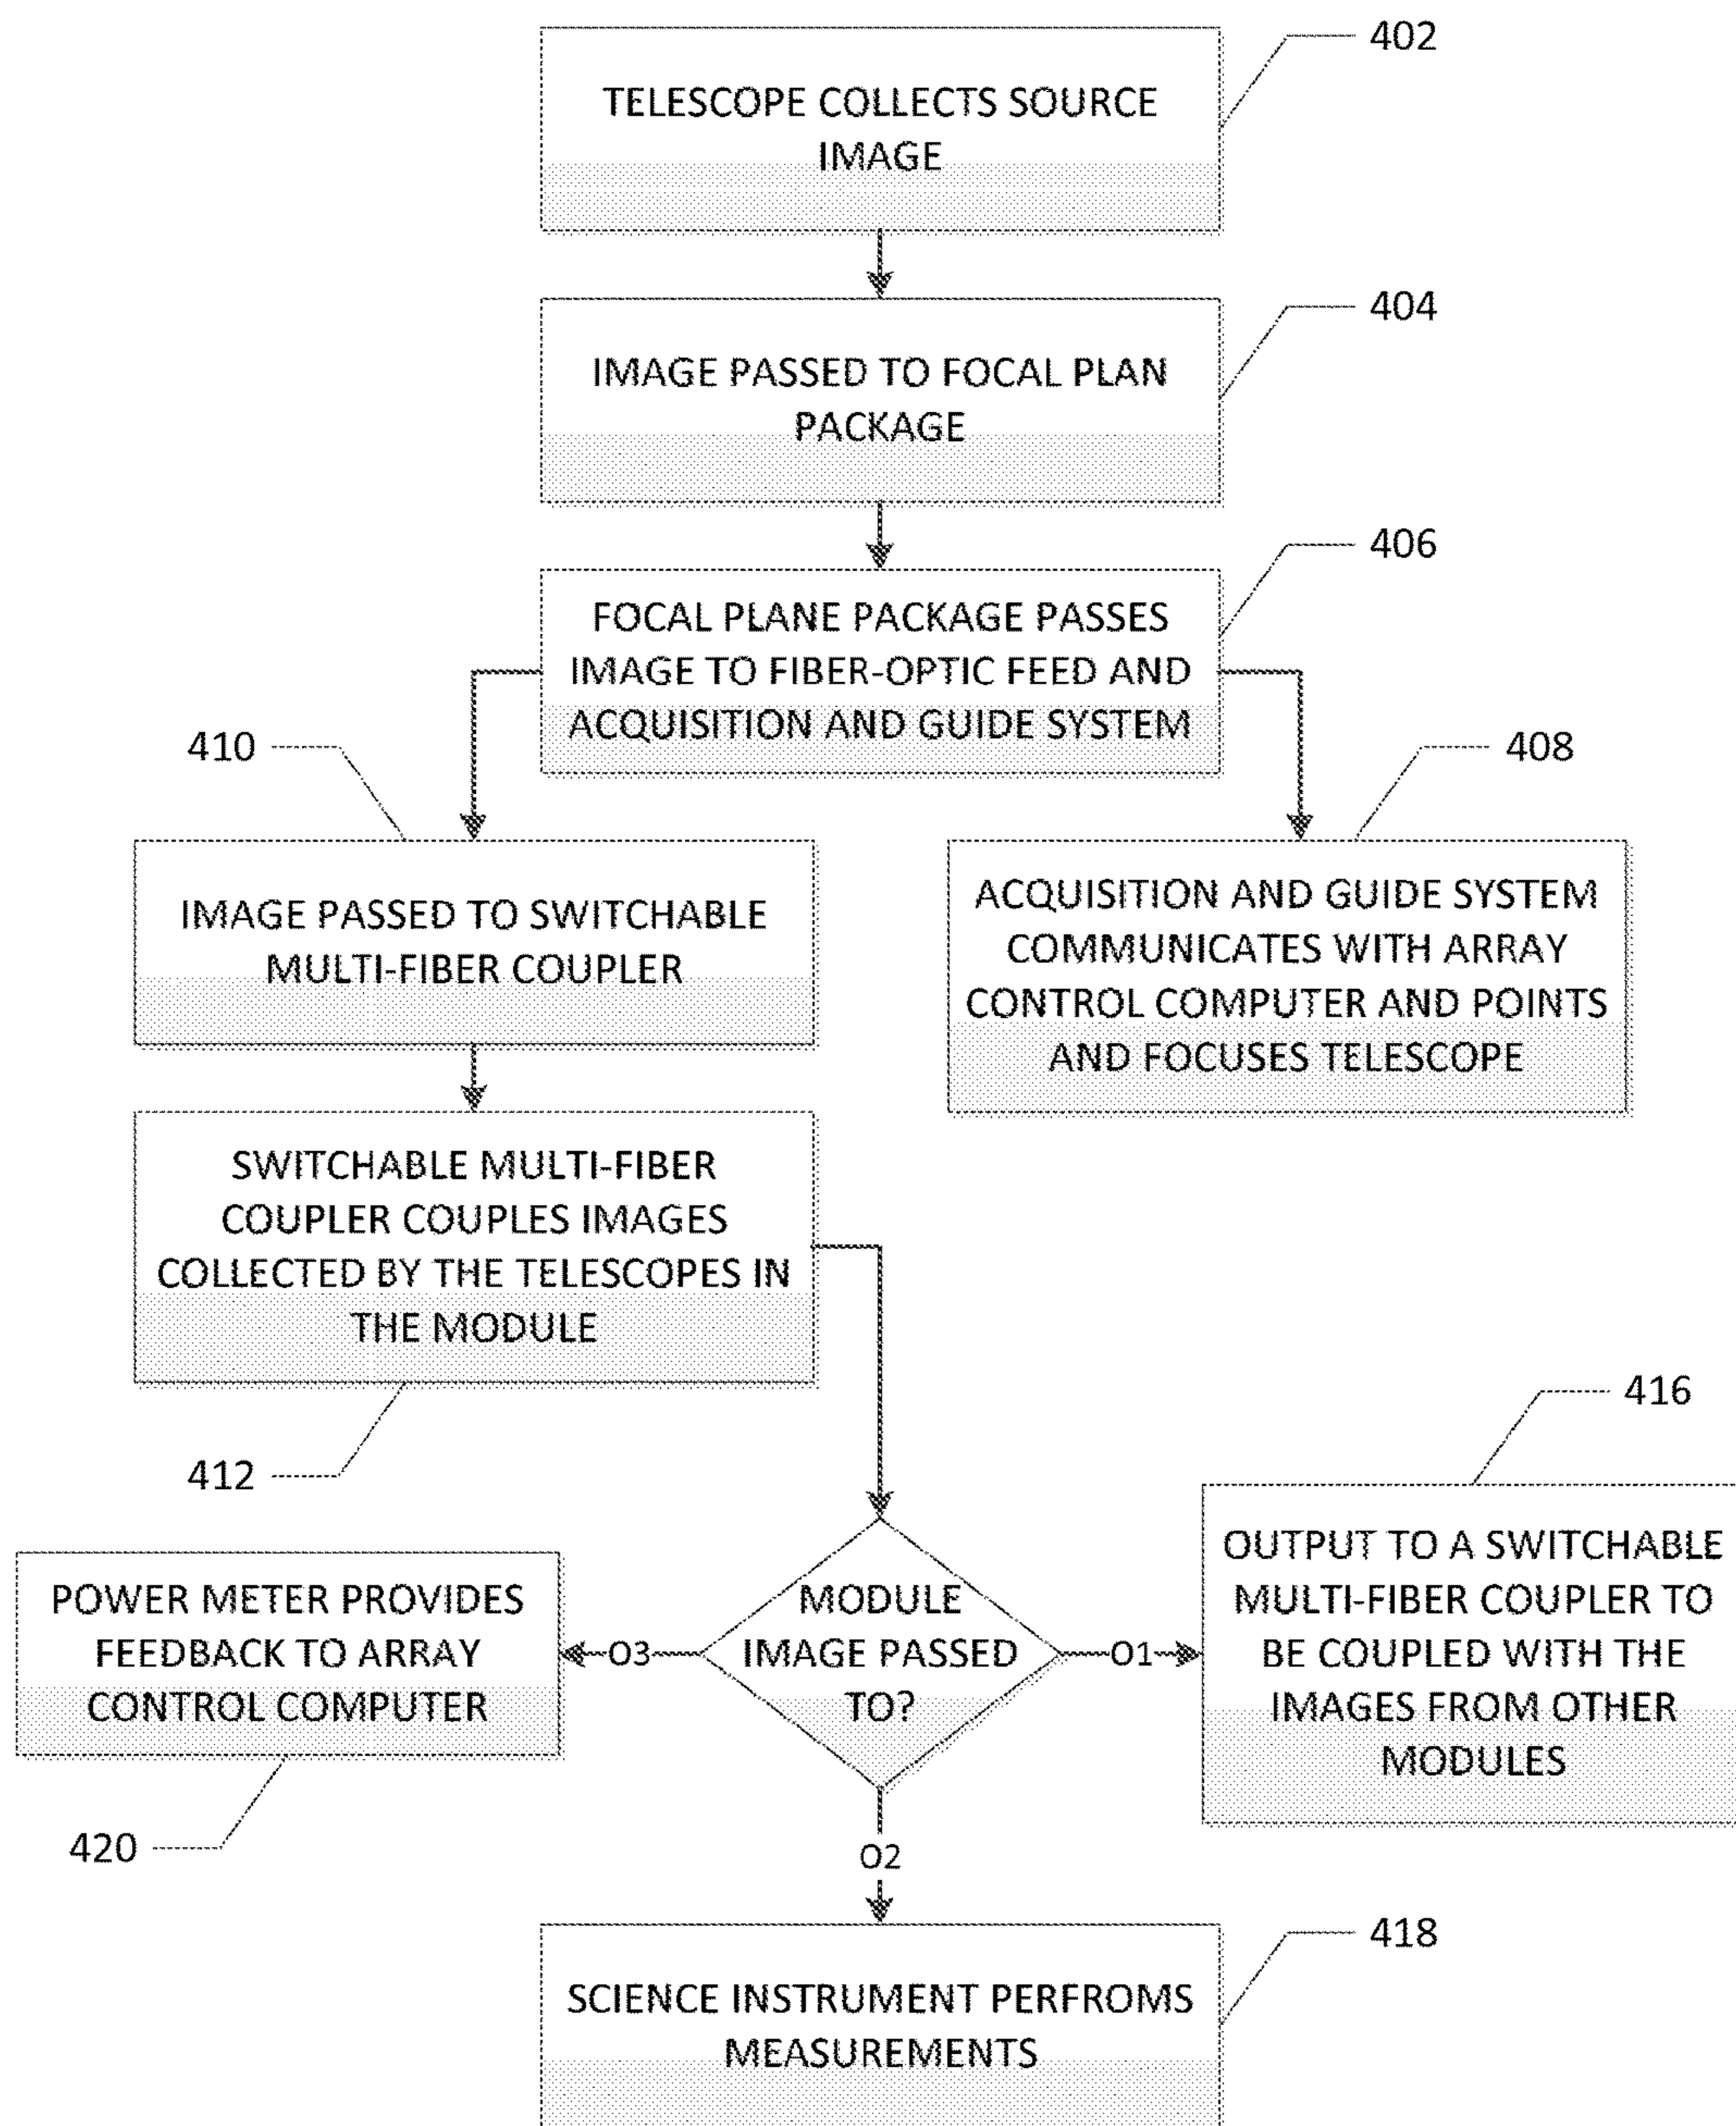 402
TELESCOPE COLLECTS SOURCE
IMAGE
404
IMAGE PASSED TO FOCAL PLAN
PACKAGE
406
FOCAL PLANE PACKAGE PASSES
IMAGE TO FIBER-OPTIC FEED AND
ACQUISITION AND GUIDE SYSTEM
410
408
IMAGE PASSED TO SWITCHABLE
MULTI-FIBER COUPLER
ACQUISITION AND GUIDE SYSTEM
COMMUNICATES WITH ARRAY
CONTROL COMPUTER AND POINTS
AND FOCUSES TELESCOPE
SWITCHABLE MULTI-FIBER
COUPLER COUPLES IMAGES
COLLECTED BY THE TELESCOPES IN
THE MODULE
412
416
POWER METER PROVIDES
FEEDBACK TO ARRAY
CONTROL COMPUTER
O3
MODULE
IMAGE PASSED
TO?
O1
OUTPUT TO A SWITCHABLE
MULTI-FIBER COUPLER TO
BE COUPLED WITH THE
IMAGES FROM OTHER
MODULES
420
O2
418
SCIENCE INSTRUMENT PERFROMS
MEASUREMENTS